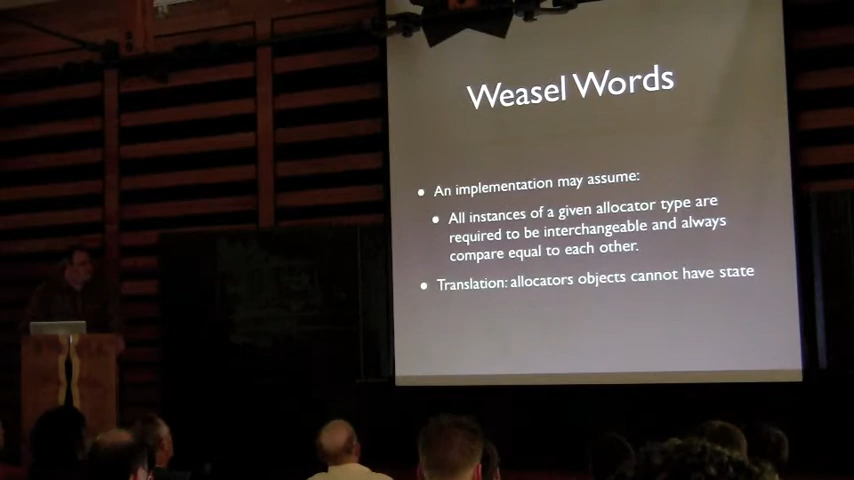 Weasel Words
An implementation may assume:
All instances of a given allocator type are
required to be interchangeable and always
compare equal to each other.
Translation: allocators objects cannot have state